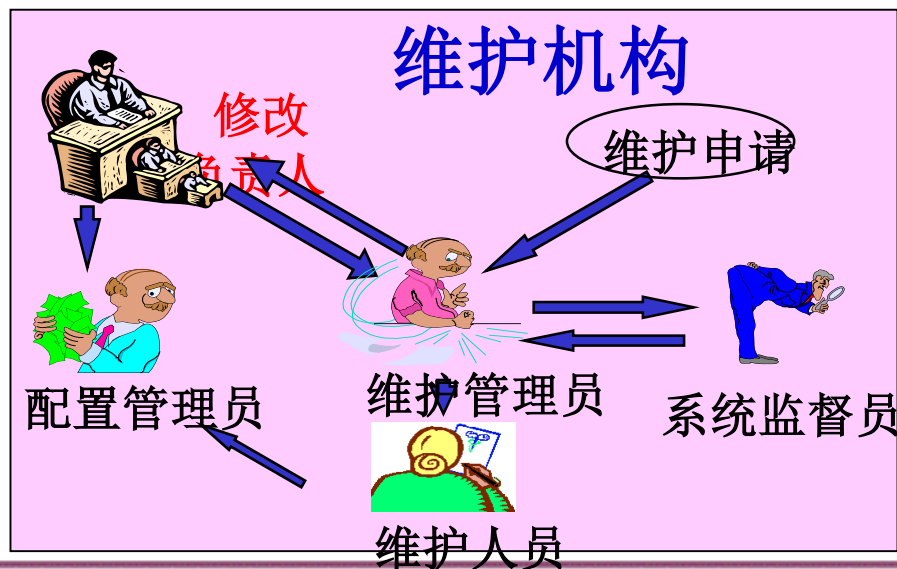 维护机构
修改
负责人
维护申请
配置管理员
维护管理员
系统监督员
维护人员